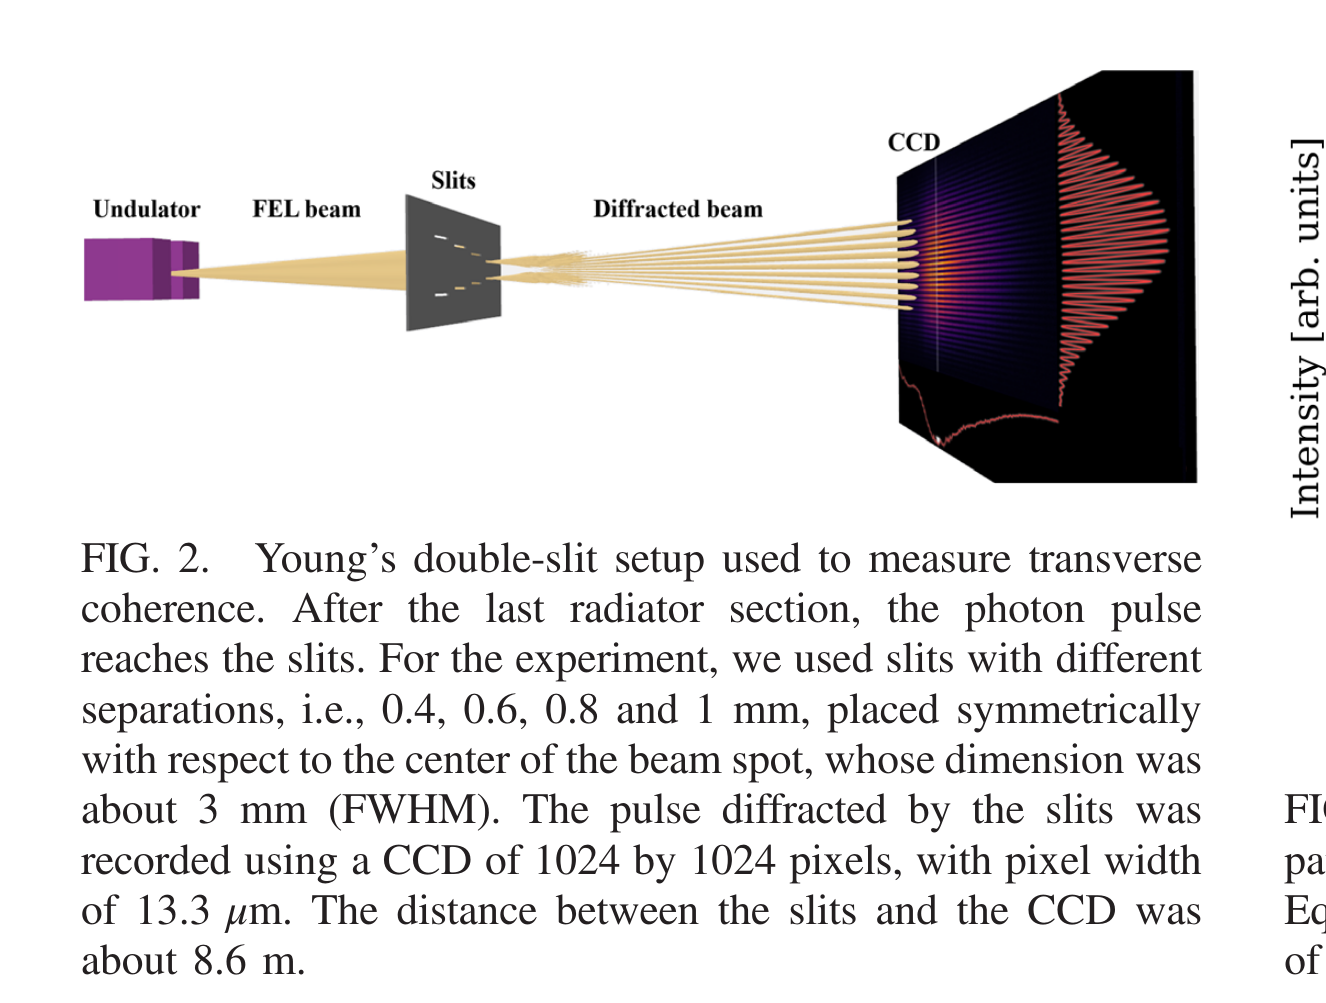 CCD
Slits
Undulator
FEL beam
Diffracted beam
Intensity [arb. units]
FIG. 2. Young’s double-slit setup used to measure transverse
coherence. After the last radiator section, the photon pulse
reaches the slits. For the experiment, we used slits with different
separations, i.e., 0.4, 0.6, 0.8 and 1 mm, placed symmetrically
with respect to the center of the beam spot, whose dimension was
about 3 mm (FWHM). The pulse diffracted by the slits was
recorded using a CCD of 1024 by 1024 pixels, with pixel width
of 13.3 μm. The distance between the slits and the CCD was
about 8.6 m.
pa
Eq
of